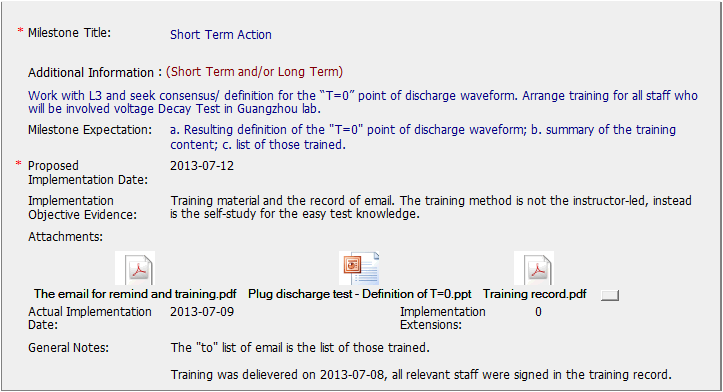 * Milestone Title: Short Term Action
Additional Information : (Short Term and/or Long Term)
Work with L3 and seek consensus/ definition for the “T=0” point of discharge waveform. Arrange training for all staff who
will be involved voltage Decay Test in Guangzhou lab.
Milestone Expectation: a. Resulting definition of the "T=0" point of discharge waveform; b. summary of the training
content; c. list of those trained.
* Proposed 2013-07-12
Implementation Date:
Implementation Training material and the record of email. The training method is not the instructor-led, instead
Objective Evidence: is the self-study for the easy test knowledge.
Attachments:
The email for remind and training.pdf Plug discharge test - Definition of T=0.ppt Training record.pdf
Actual Implementation 2013-07-09 Implementation 0
Date: Extensions:
General Notes: The "to" list of email is the list of those trained.
Training was delievered on 2013-07-08, all relevant staff were signed in the training record.